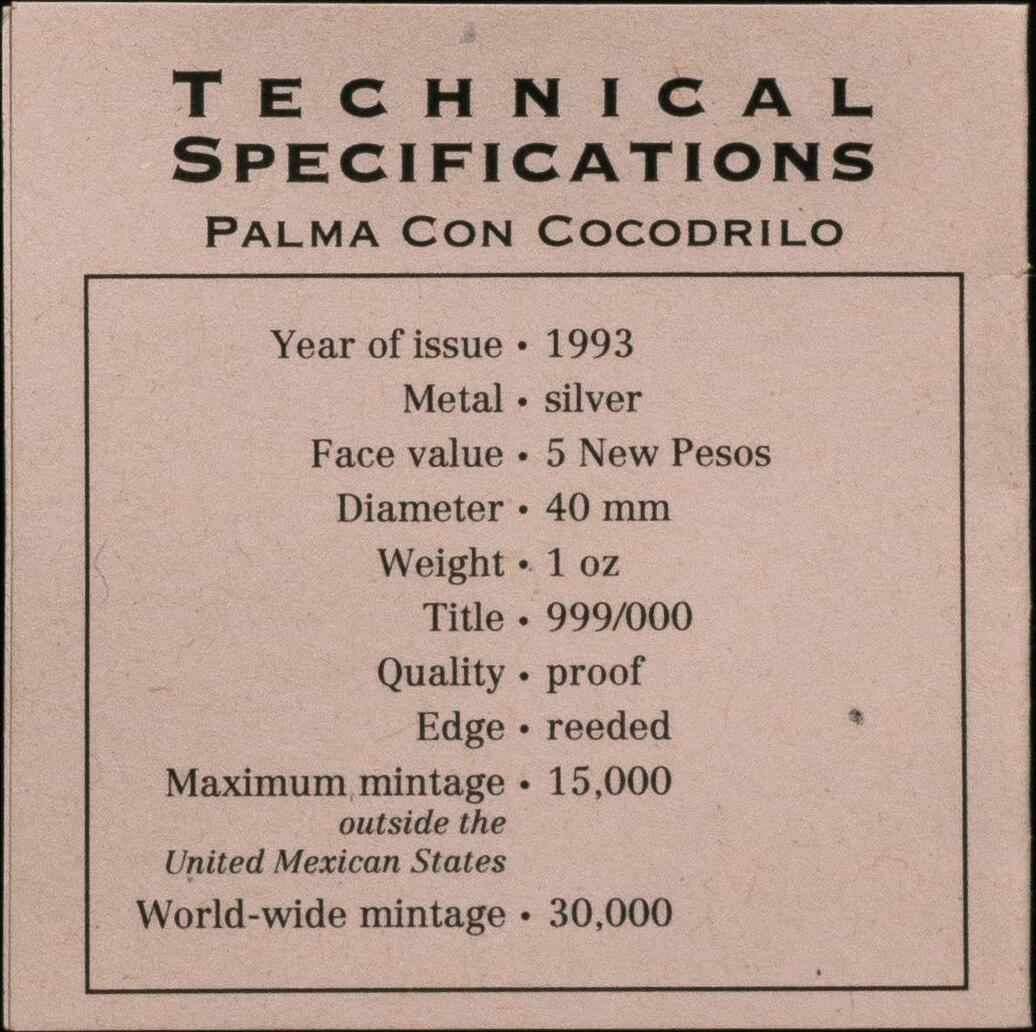 TECHNICAL
SPECIFICATIONS
PALMA CON COCODRILO
Year of issue • 1993
Metal • silver
Face value • 5 New Pesos
Diameter • 40 mm
Weight • 1 oz
Title • 999/000
Quality • proof
Edge • reeded
Maximum mintage • 15,000
outside the
United Mexican States
World-wide mintage • 30,000